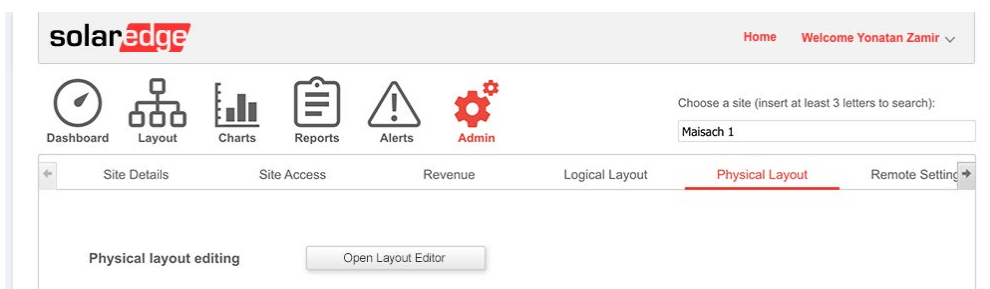 solaredge
Home Welcome Yonatan Zamir
Dashboard Layout Charts Reports Alerts Admin
Choose a site (insert at least 3 letters to search):
Maisach 1
Site Details Site Access Revenue Logical Layout Physical Layout Remote Setting
Physical layout editing Open Layout Editor